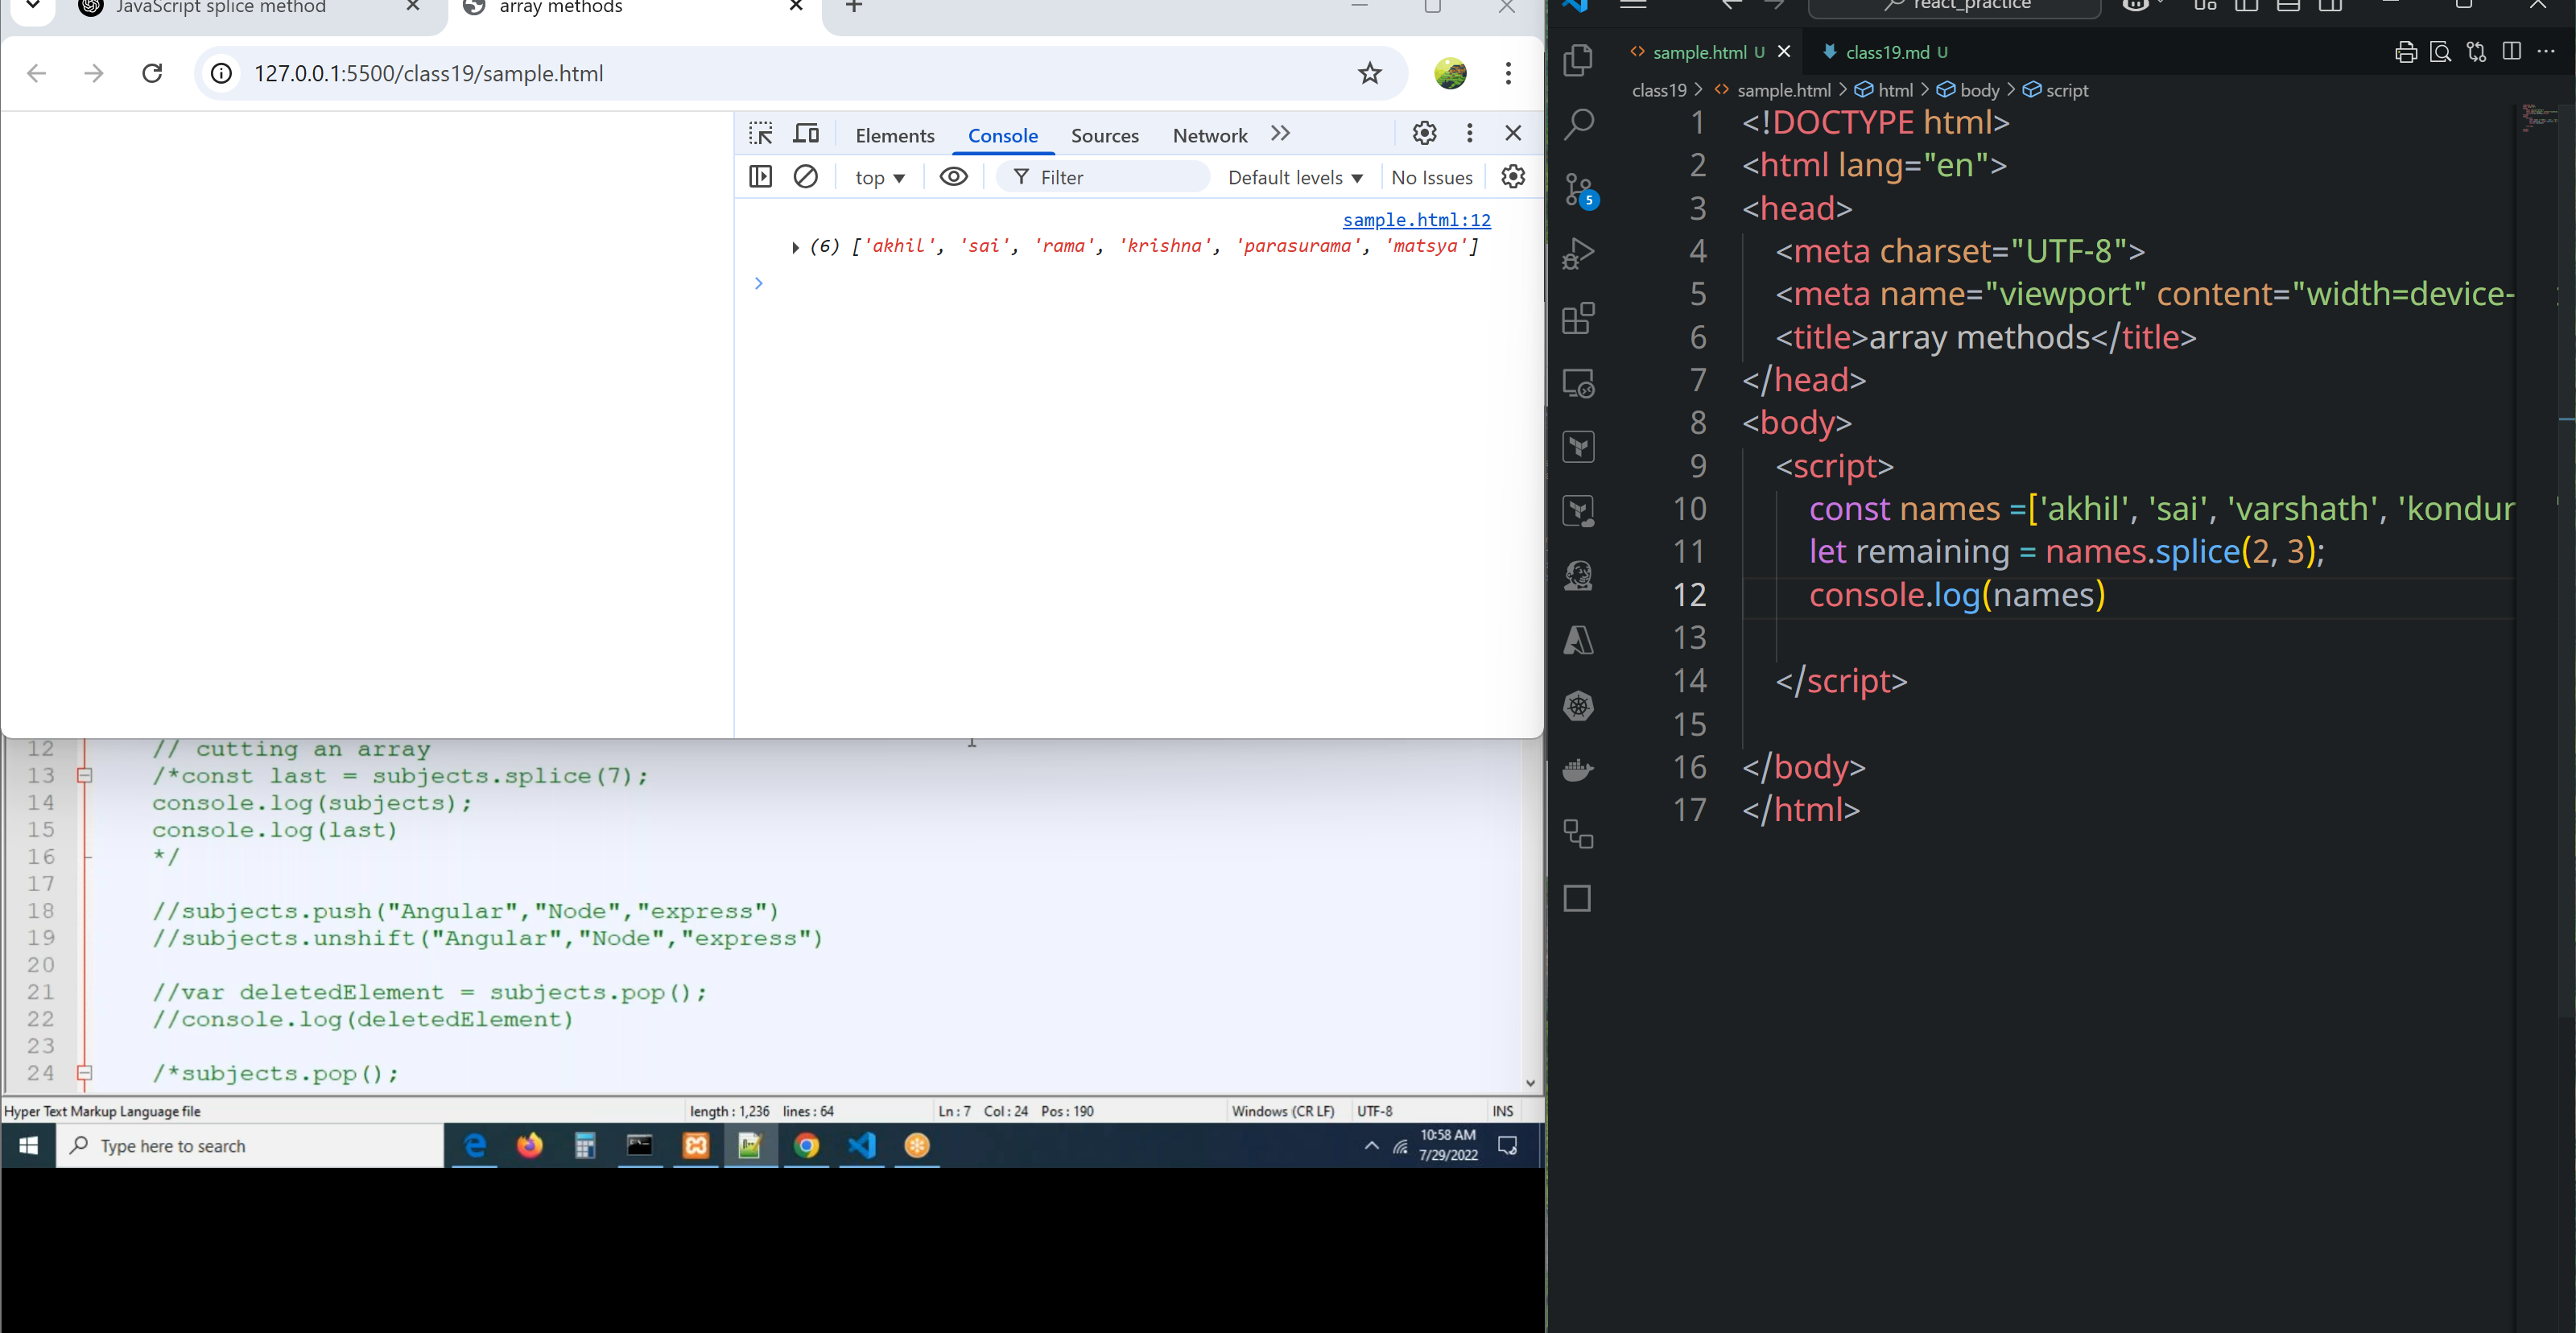 JavaScript splice method
array methods
127.0.0.1:5500/class19/sample.html
Elements Console Sources Network
top Filter Default levels No Issues
sample.html:12
(6) ['akhil', 'sai', 'rama', 'krishna', 'parasurama', 'matsya']
12 // cutting an array
13 /*const last = subjects.splice(7);
14 console.log(subjects);
15 console.log(last)
16 */
17
18 //subjects.push("Angular","Node","express")
19 //subjects.unshift("Angular","Node","express")
20
21 //var deletedElement = subjects.pop();
22 //console.log(deletedElement)
23
24 /*subjects.pop();
Hyper Text Markup Language file length : 1,236 lines : 64 Ln : 7 Col : 24 Pos : 190 Windows (CR LF) UTF-8 INS
Type here to search
10:58 AM
7/29/2022
react_practice
sample.html U class19.md U
class19 > sample.html > html > body > script
5
1 <!DOCTYPE html>
2 <html lang="en">
3 <head>
4 <meta charset="UTF-8">
5 <meta name="viewport" content="width=device-
6 <title>array methods</title>
7 </head>
8 <body>
9 <script>
10 const names =['akhil', 'sai', 'varshath', 'kondur
11 let remaining = names.splice(2, 3);
12 console.log(names)
13
14 </script>
15
16 </body>
17 </html>